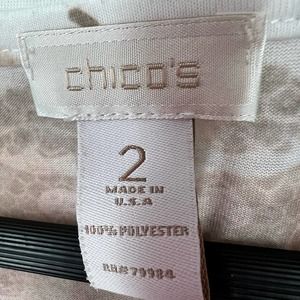 chico's
2
MADE IN
U.S.A
100% POLYESTER
RN#79984